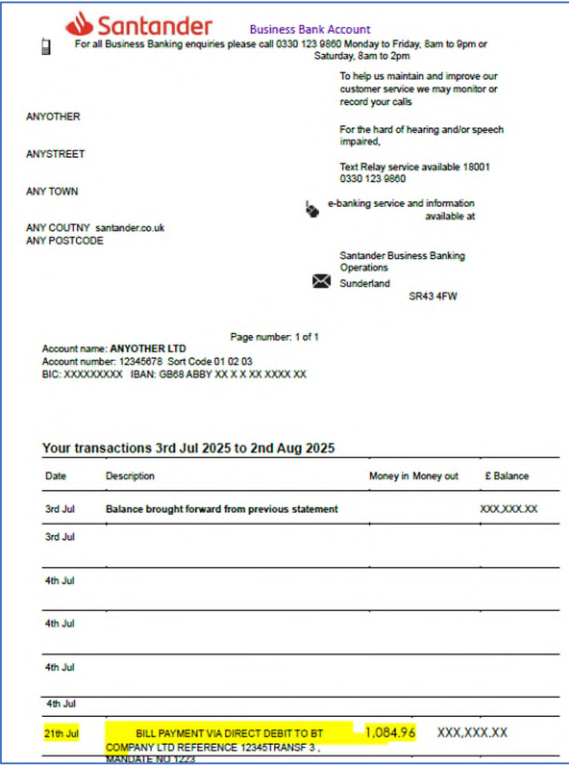 Santander Business Bank Account
For all Business Banking enquiries please call 0330 123 9860 Monday to Friday, 8am to 9pm or
Saturday, 8am to 2pm
To help us maintain and improve our
customer service we may monitor or
record your calls
ANYOTHER
For the hard of hearing and/or speech
impaired,
ANYSTREET
Text Relay service available 18001
0330 123 9860
ANY TOWN
e-banking service and information
available at
ANY COUTNY santander.co.uk
ANY POSTCODE
Santander Business Banking
Operations
Sunderland
SR43 4FW
Page number: 1 of 1
Account name: ANYOTHER LTD
Account number: 12345678 Sort Code 01 02 03
BIC: XXXXXXXXX IBAN: GB68 ABBY XX X X XX XXXX XX
Your transactions 3rd Jul 2025 to 2nd Aug 2025
Date Description Money in Money out £ Balance
3rd Jul Balance brought forward from previous statement XXX,XXX.XX
3rd Jul
4th Jul
4th Jul
4th Jul
4th Jul
21th Jul BILL PAYMENT VIA DIRECT DEBIT TO BT 1,084.96 XXX,XXX.XX
COMPANY LTD REFERENCE 12345TRANSF 3 ,
MANDATE NO 1223